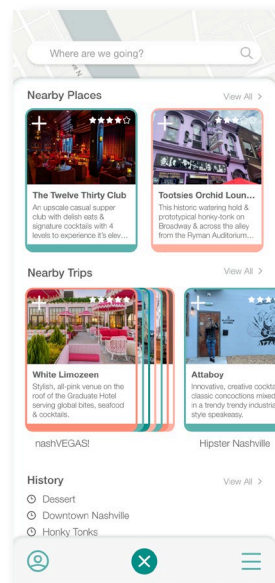 Where are we going?
Nearby Places
View All >
The Twelve Thirty Club
An upscale casual supper
club with delish eats &
signature cocktails with 4
levels to experience it's elev...
Tootsies Orchid Loun...
This historic watering hold &
prototypical honky-tonk on
Broadway & across the alley
from the Ryman Auditorium...
Nearby Trips
View All >
White Limozeen
Stylish, all-pink venue on the
roof of the Graduate Hotel
serving global bites, seafood
& cocktails.
Attaboy
Innovative, creative cockta
classic concoctions mixed
in a trendy trendy industria
style speakeasy.
nashVEGAS!
Hipster Nashville
History
View All >
Dessert
Downtown Nashville
Honky Tonks